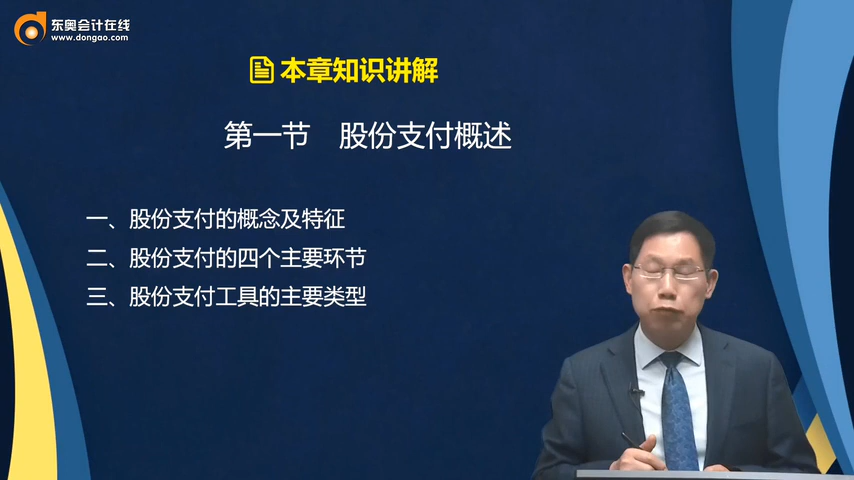 东奥会计在线
www.dongao.com
本章知识讲解
第一节 股份支付概述
一、股份支付的概念及特征
二、股份支付的四个主要环节
三、股份支付工具的主要类型